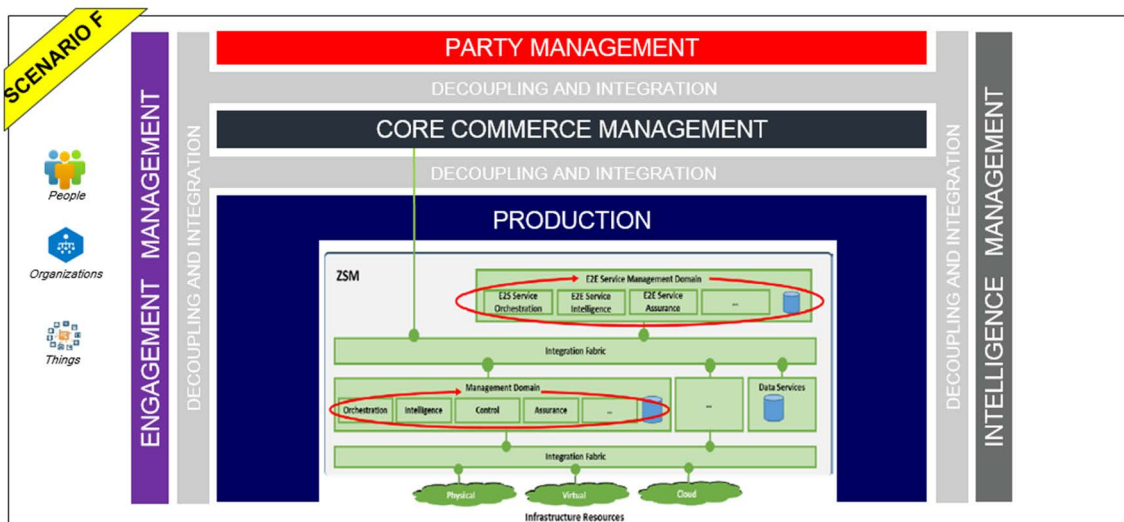 SCENARIO F
PARTY MANAGEMENT
DECOUPLING AND INTEGRATION
CORE COMMERCE MANAGEMENT
DECOUPLING AND INTEGRATION
PRODUCTION
ENGAGEMENT MANAGEMENT
DECOUPLING AND INTEGRATION
DECOUPLING AND INTEGRATION
INTELLIGENCE MANAGEMENT
People
Organizations
Things
ZSM
E2E Service Management Domain
E2S Service
Orchestration
E2E Service
Intelligence
E2E Service
Assurance
...
Integration Fabric
Management Domain
Orchestration
Intelligence
Control
Assurance
...
...
Data Services
Integration Fabric
Physical
Virtual
Cloud
Infrastructure Resources